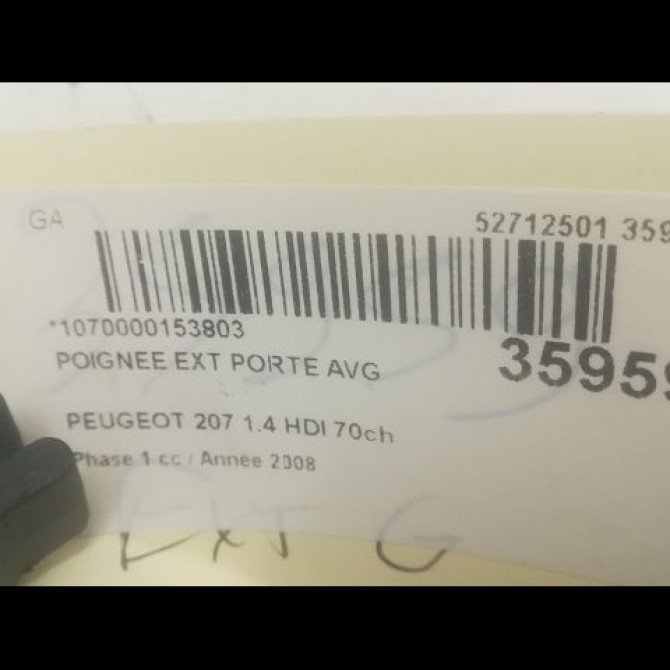 GA
52712501 359
*1070000153803
35959
POIGNEE EXT PORTE AVG
PEUGEOT 207 1.4 HDI 70ch
Phase 1 cc / Année 2008
EXT G